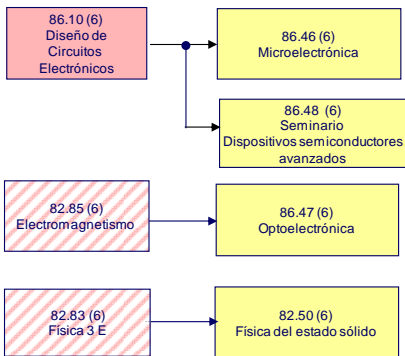 86.10 (6)
Diseño de
Circuitos
Electrónicos
86.46 (6)
Microelectrónica
86.48 (6)
Seminario
Dispositivos semiconductores
avanzados
82.85 (6)
Electromagnetismo
86.47 (6)
Optoelectrónica
82.83 (6)
Física 3 E
82.50 (6)
Física del estado sólido